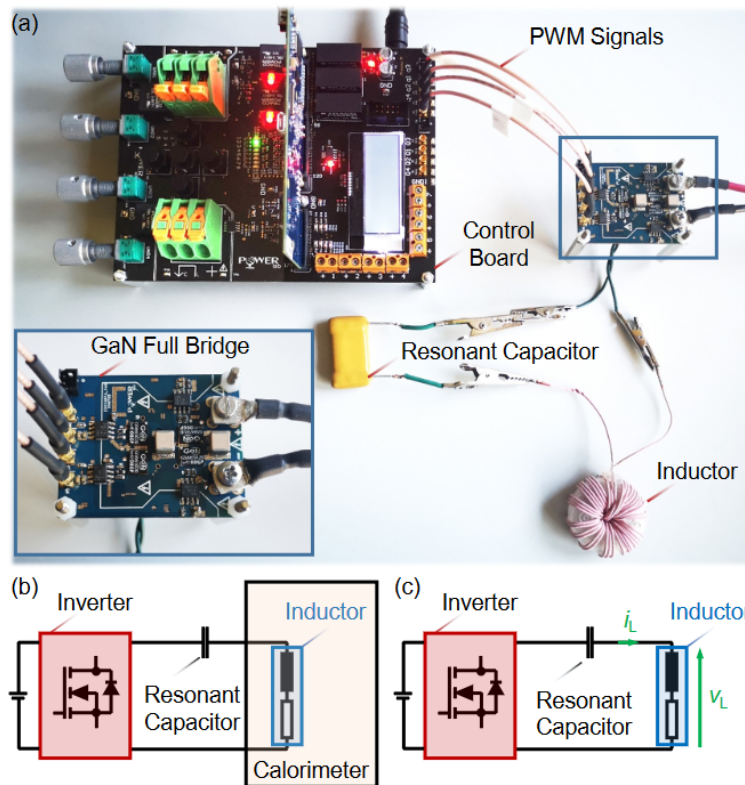 (a)
PWM Signals
Control
Board
POWER
GaN Full Bridge
Resonant Capacitor
Inductor
(b)
Inverter
Inductor
Resonant
Capacitor
Calorimeter
(c)
Inverter
iL
Inductor
Resonant
Capacitor
vL